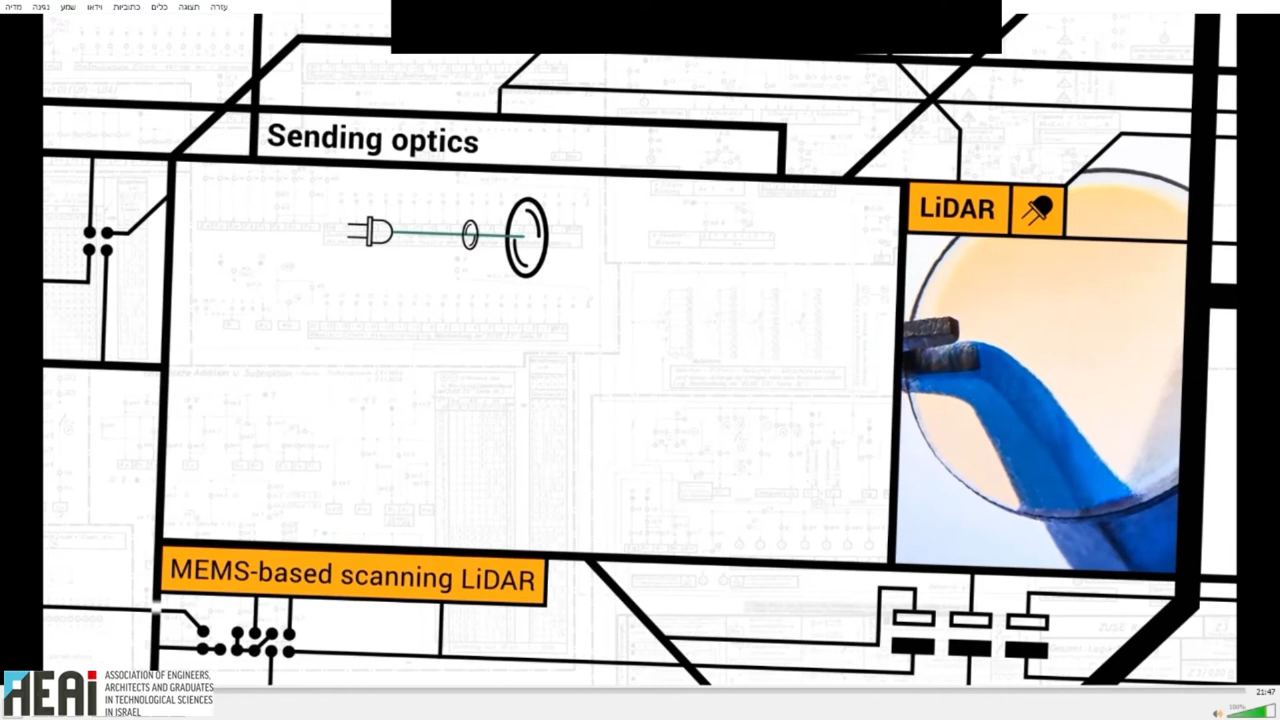 מדיה נגינה שמע וידאו כתוביות כלים תצוגה עזרה
Sending optics
LiDAR
MEMS-based scanning LiDAR
AEAi
ASSOCIATION OF ENGINEERS,
ARCHITECTS AND GRADUATES
IN TECHNOLOGICAL SCIENCES
IN ISRAEL
21:47
100%